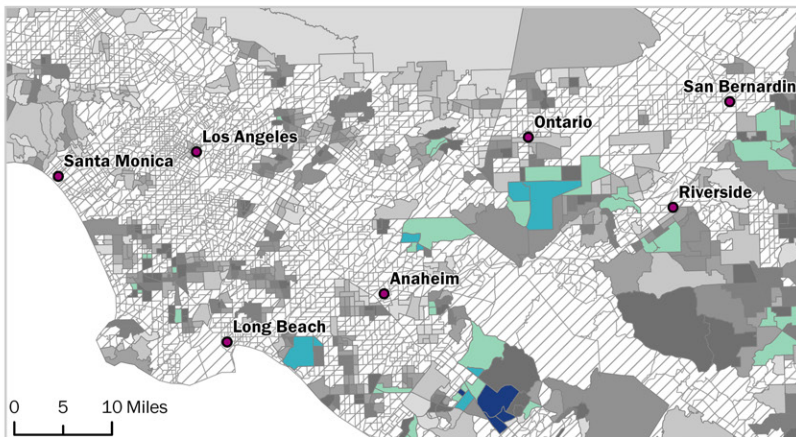 San Bernardin
Ontario
Los Angeles
Santa Monica
Riverside
Anaheim
Long Beach
0 5 10 Miles